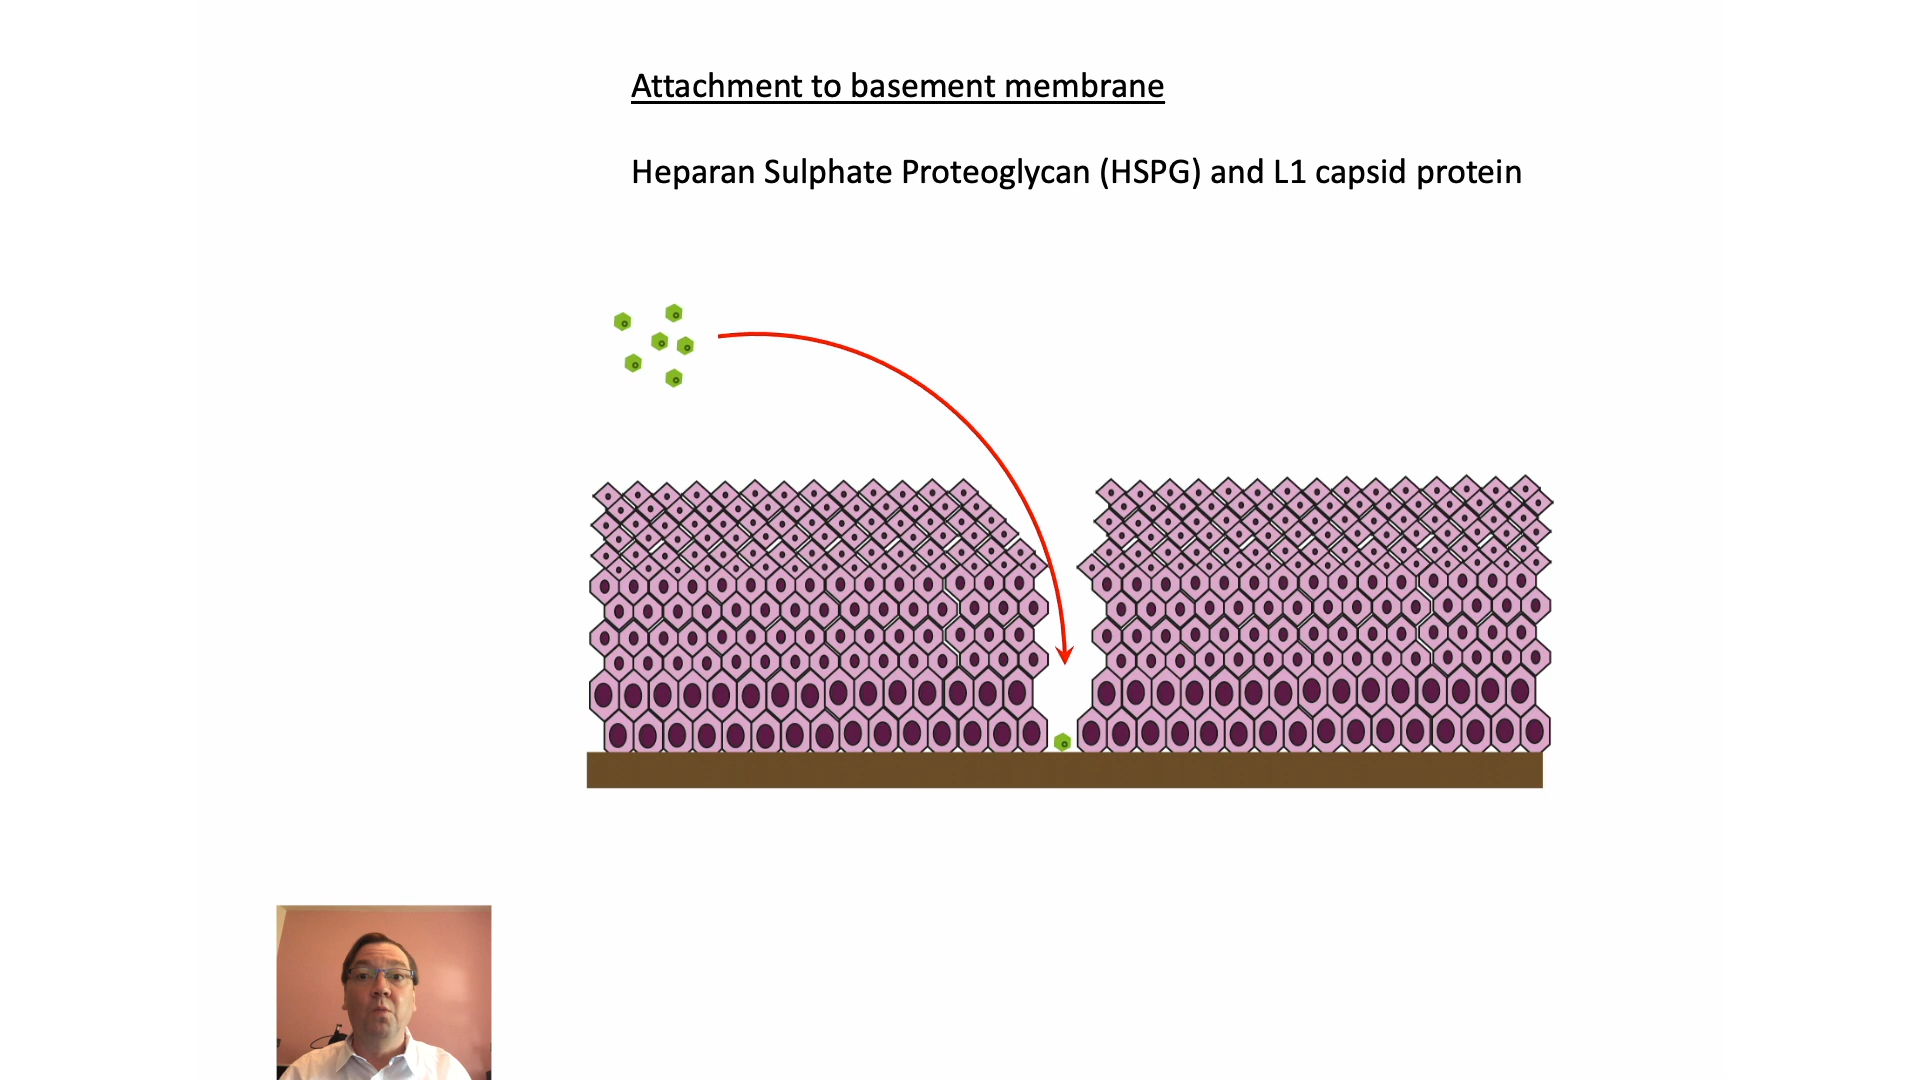 Attachment to basement membrane
Heparan Sulphate Proteoglycan (HSPG) and L1 capsid protein